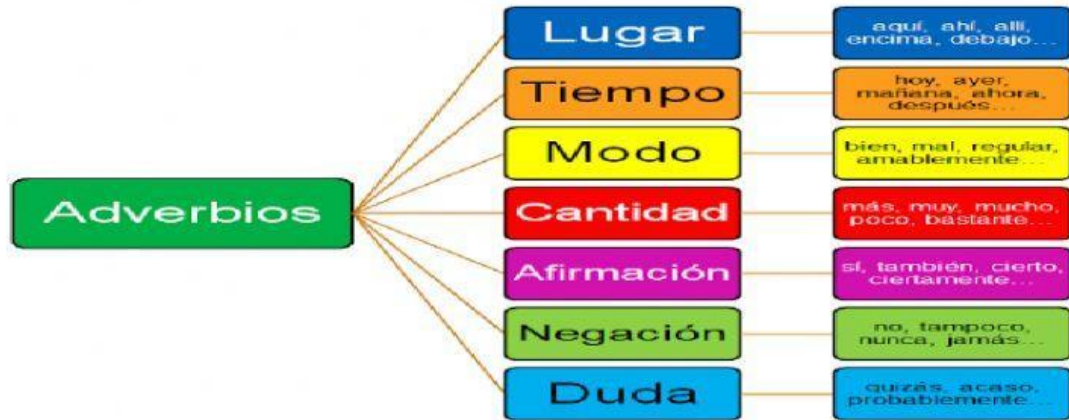 Adverbios
Lugar
aquí, ahí, allí,
encima, debajo...
Tiempo
hoy, ayer,
mañana, ahora,
después...
Modo
bien, mal, regular,
amablemente...
Cantidad
más, muy, mucho,
poco, bastante...
Afirmación
sí, también, cierto,
ciertamente...
Negación
no, tampoco,
nunca, jamás...
Duda
quizás, acaso,
probablemente...